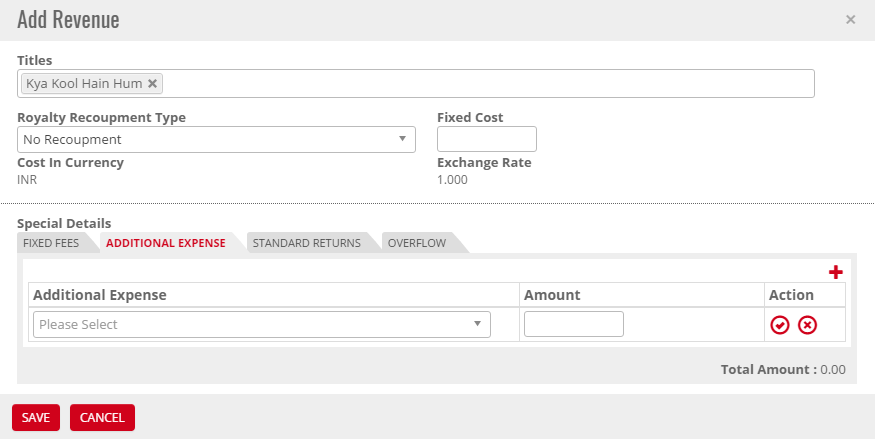 Add Revenue ×
Titles
Kya Kool Hain Hum
Royalty Recoupment Type Fixed Cost
No Recoupment
Cost In Currency Exchange Rate
INR 1.000
Special Details
FIXED FEES ADDITIONAL EXPENSE STANDARD RETURNS OVERFLOW
Additional Expense Amount Action
Please Select
Total Amount : 0.00
SAVE CANCEL